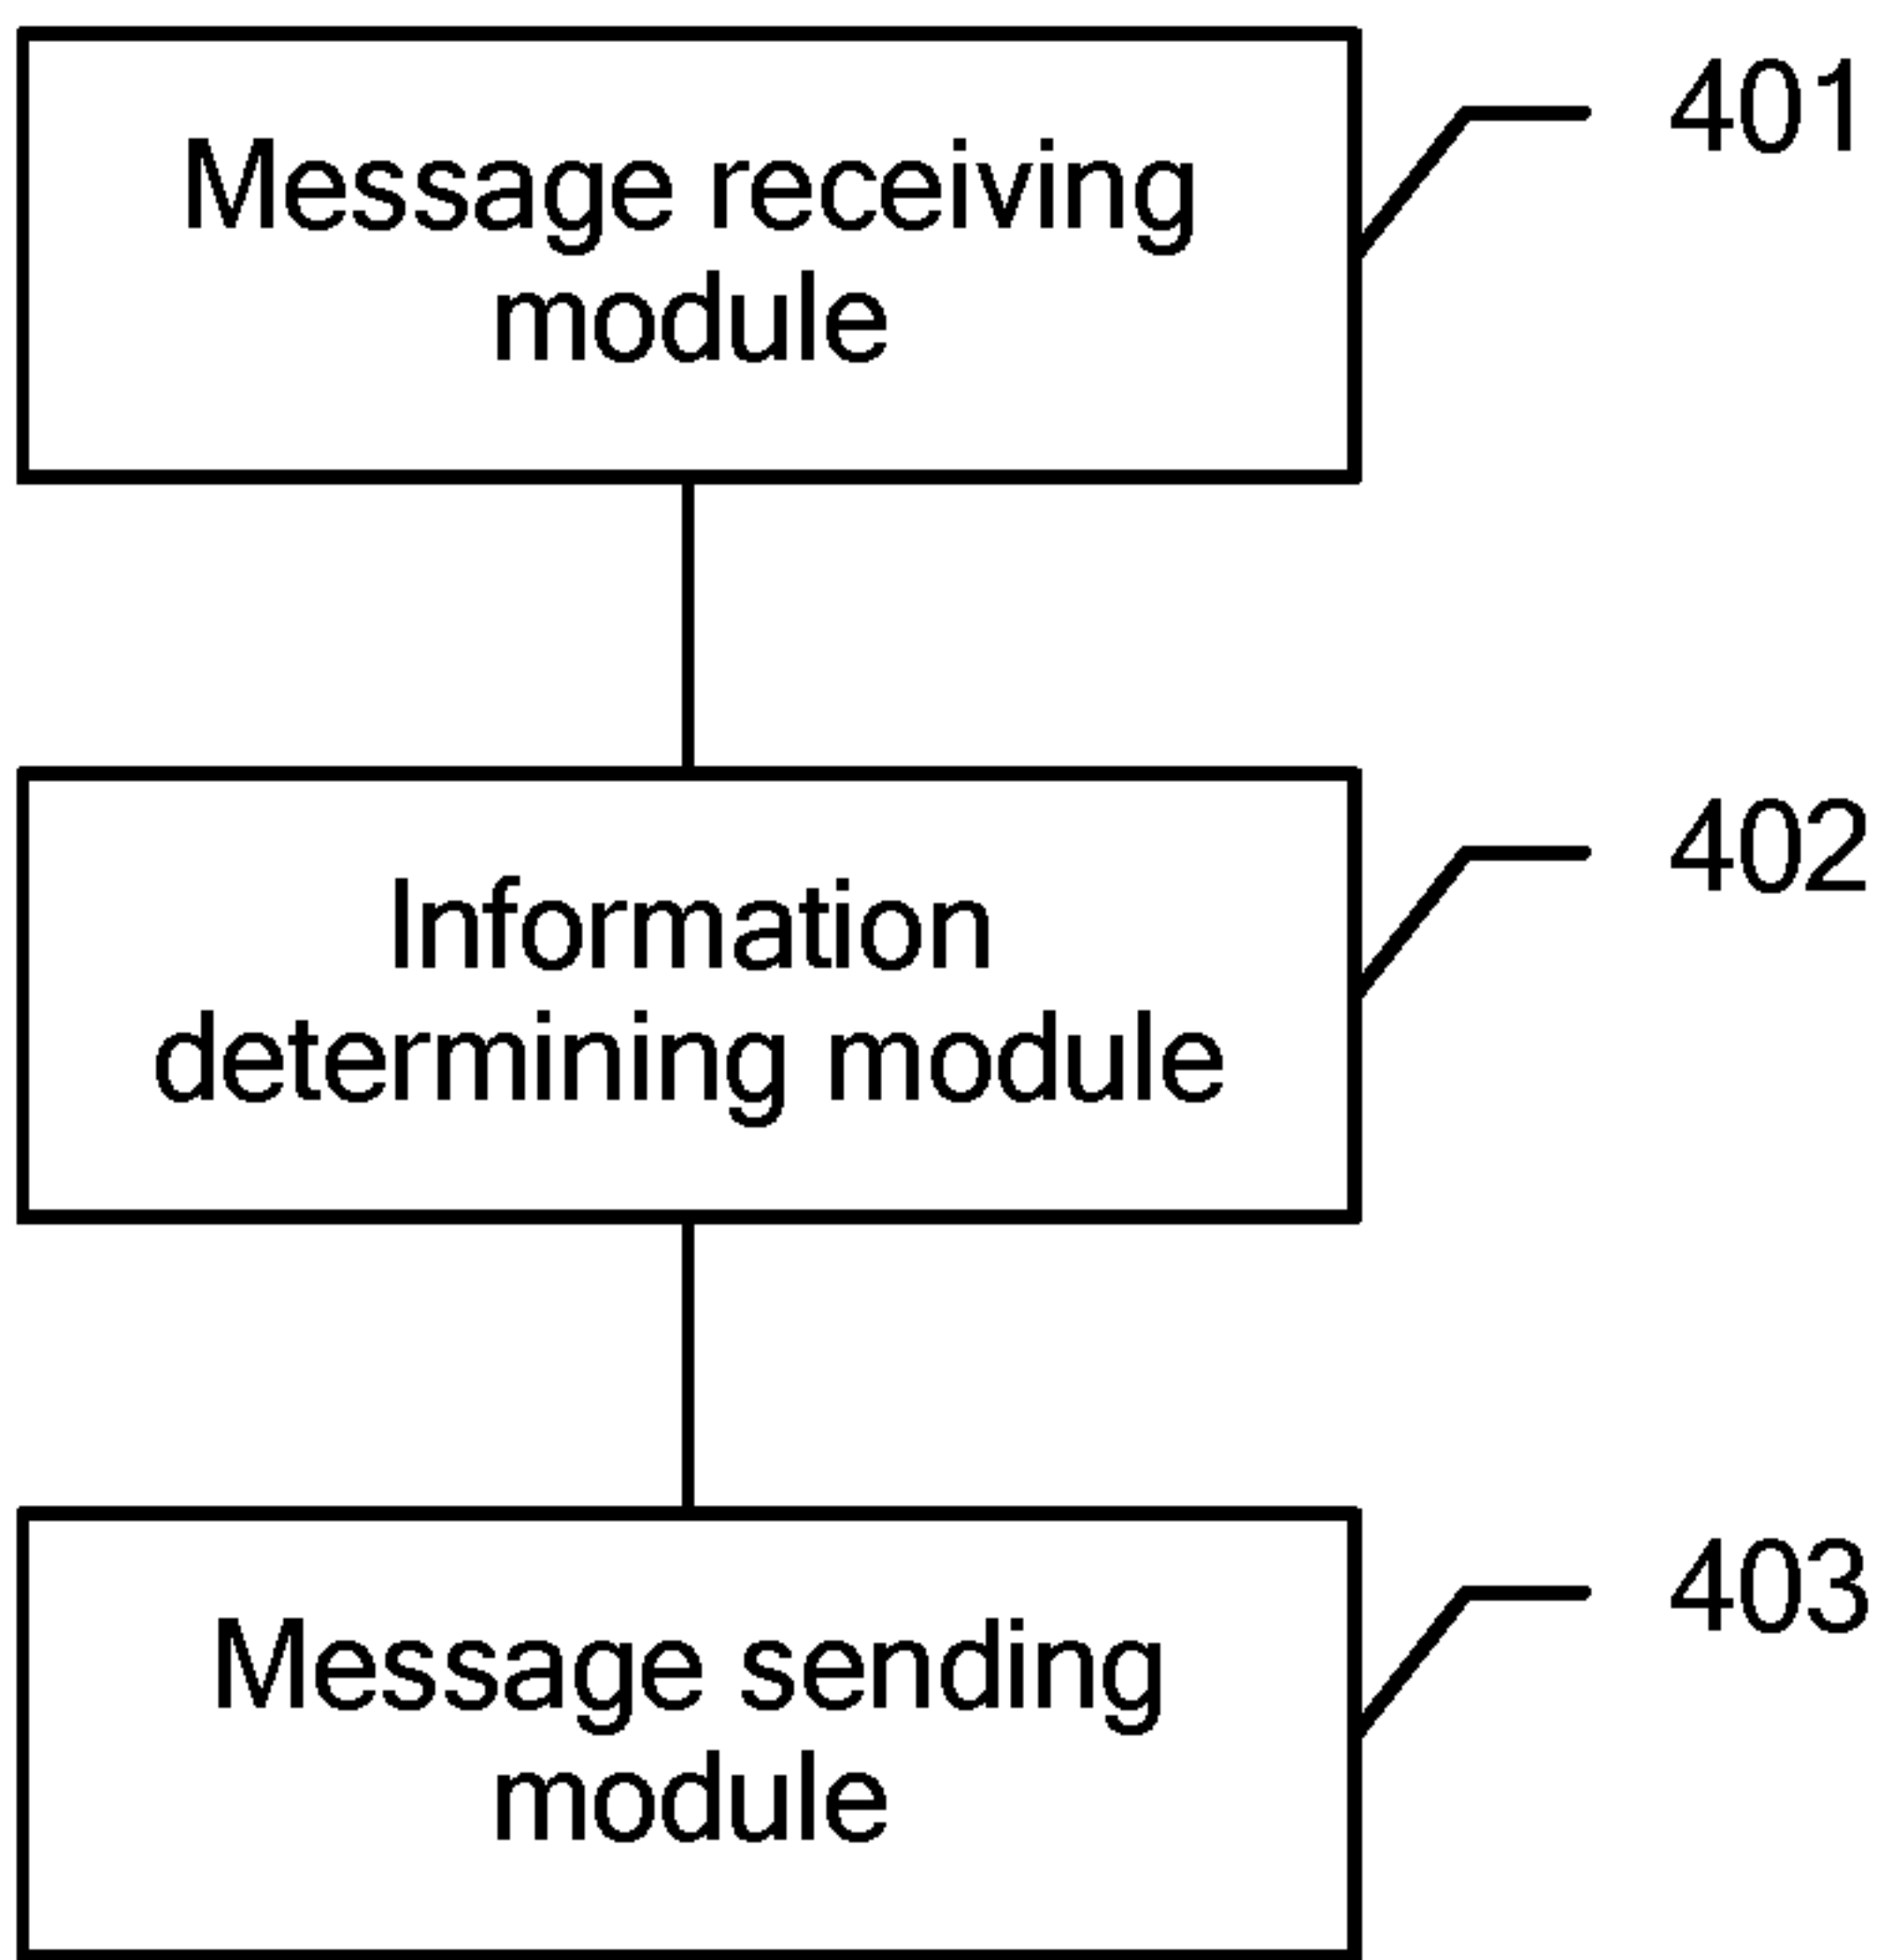 Message receiving
module
401
Information
determining module
402
Message sending
module
403